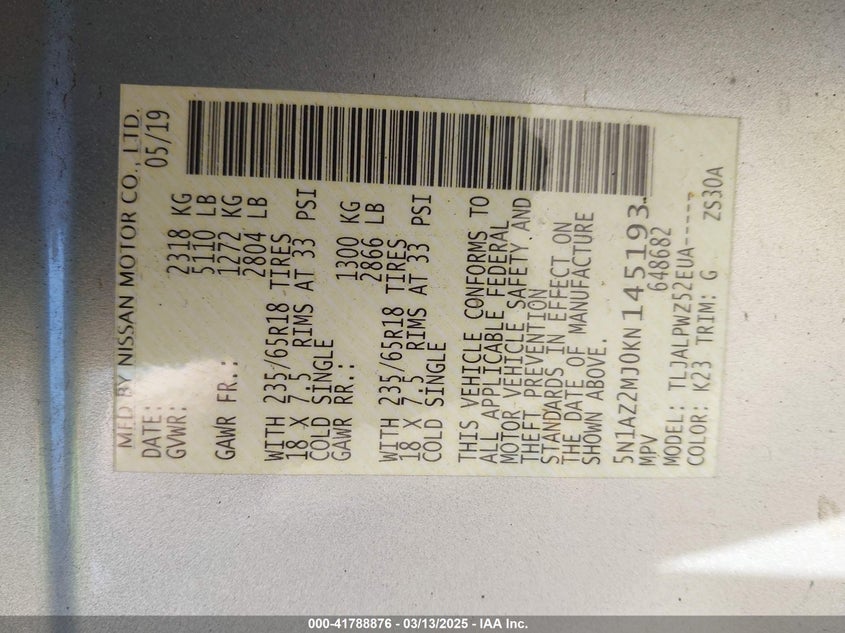 MFD BY NISSAN MOTOR CO., LTD.
DATE: 05/19
GVWR: 2318 KG
5110 LB
GAWR FR.: 1272 KG
2804 LB
WITH 235/65R18 TIRES
18 X 7.5 RIMS AT 33 PSI
COLD SINGLE
GAWR RR.: 1300 KG
2866 LB
WITH 235/65R18 TIRES
18 X 7.5 RIMS AT 33 PSI
COLD SINGLE
THIS VEHICLE CONFORMS TO
ALL APPLICABLE FEDERAL
MOTOR VEHICLE SAFETY AND
THEFT PREVENTION
STANDARDS IN EFFECT ON
THE DATE OF MANUFACTURE
SHOWN ABOVE.
5N1AZ2MJ0KN145193
MPV 648682
MODEL: TLJALPWZ52EUA-----
COLOR: K23 TRIM: G ZS30A
000-41788876 - 03/13/2025 - IAA Inc.